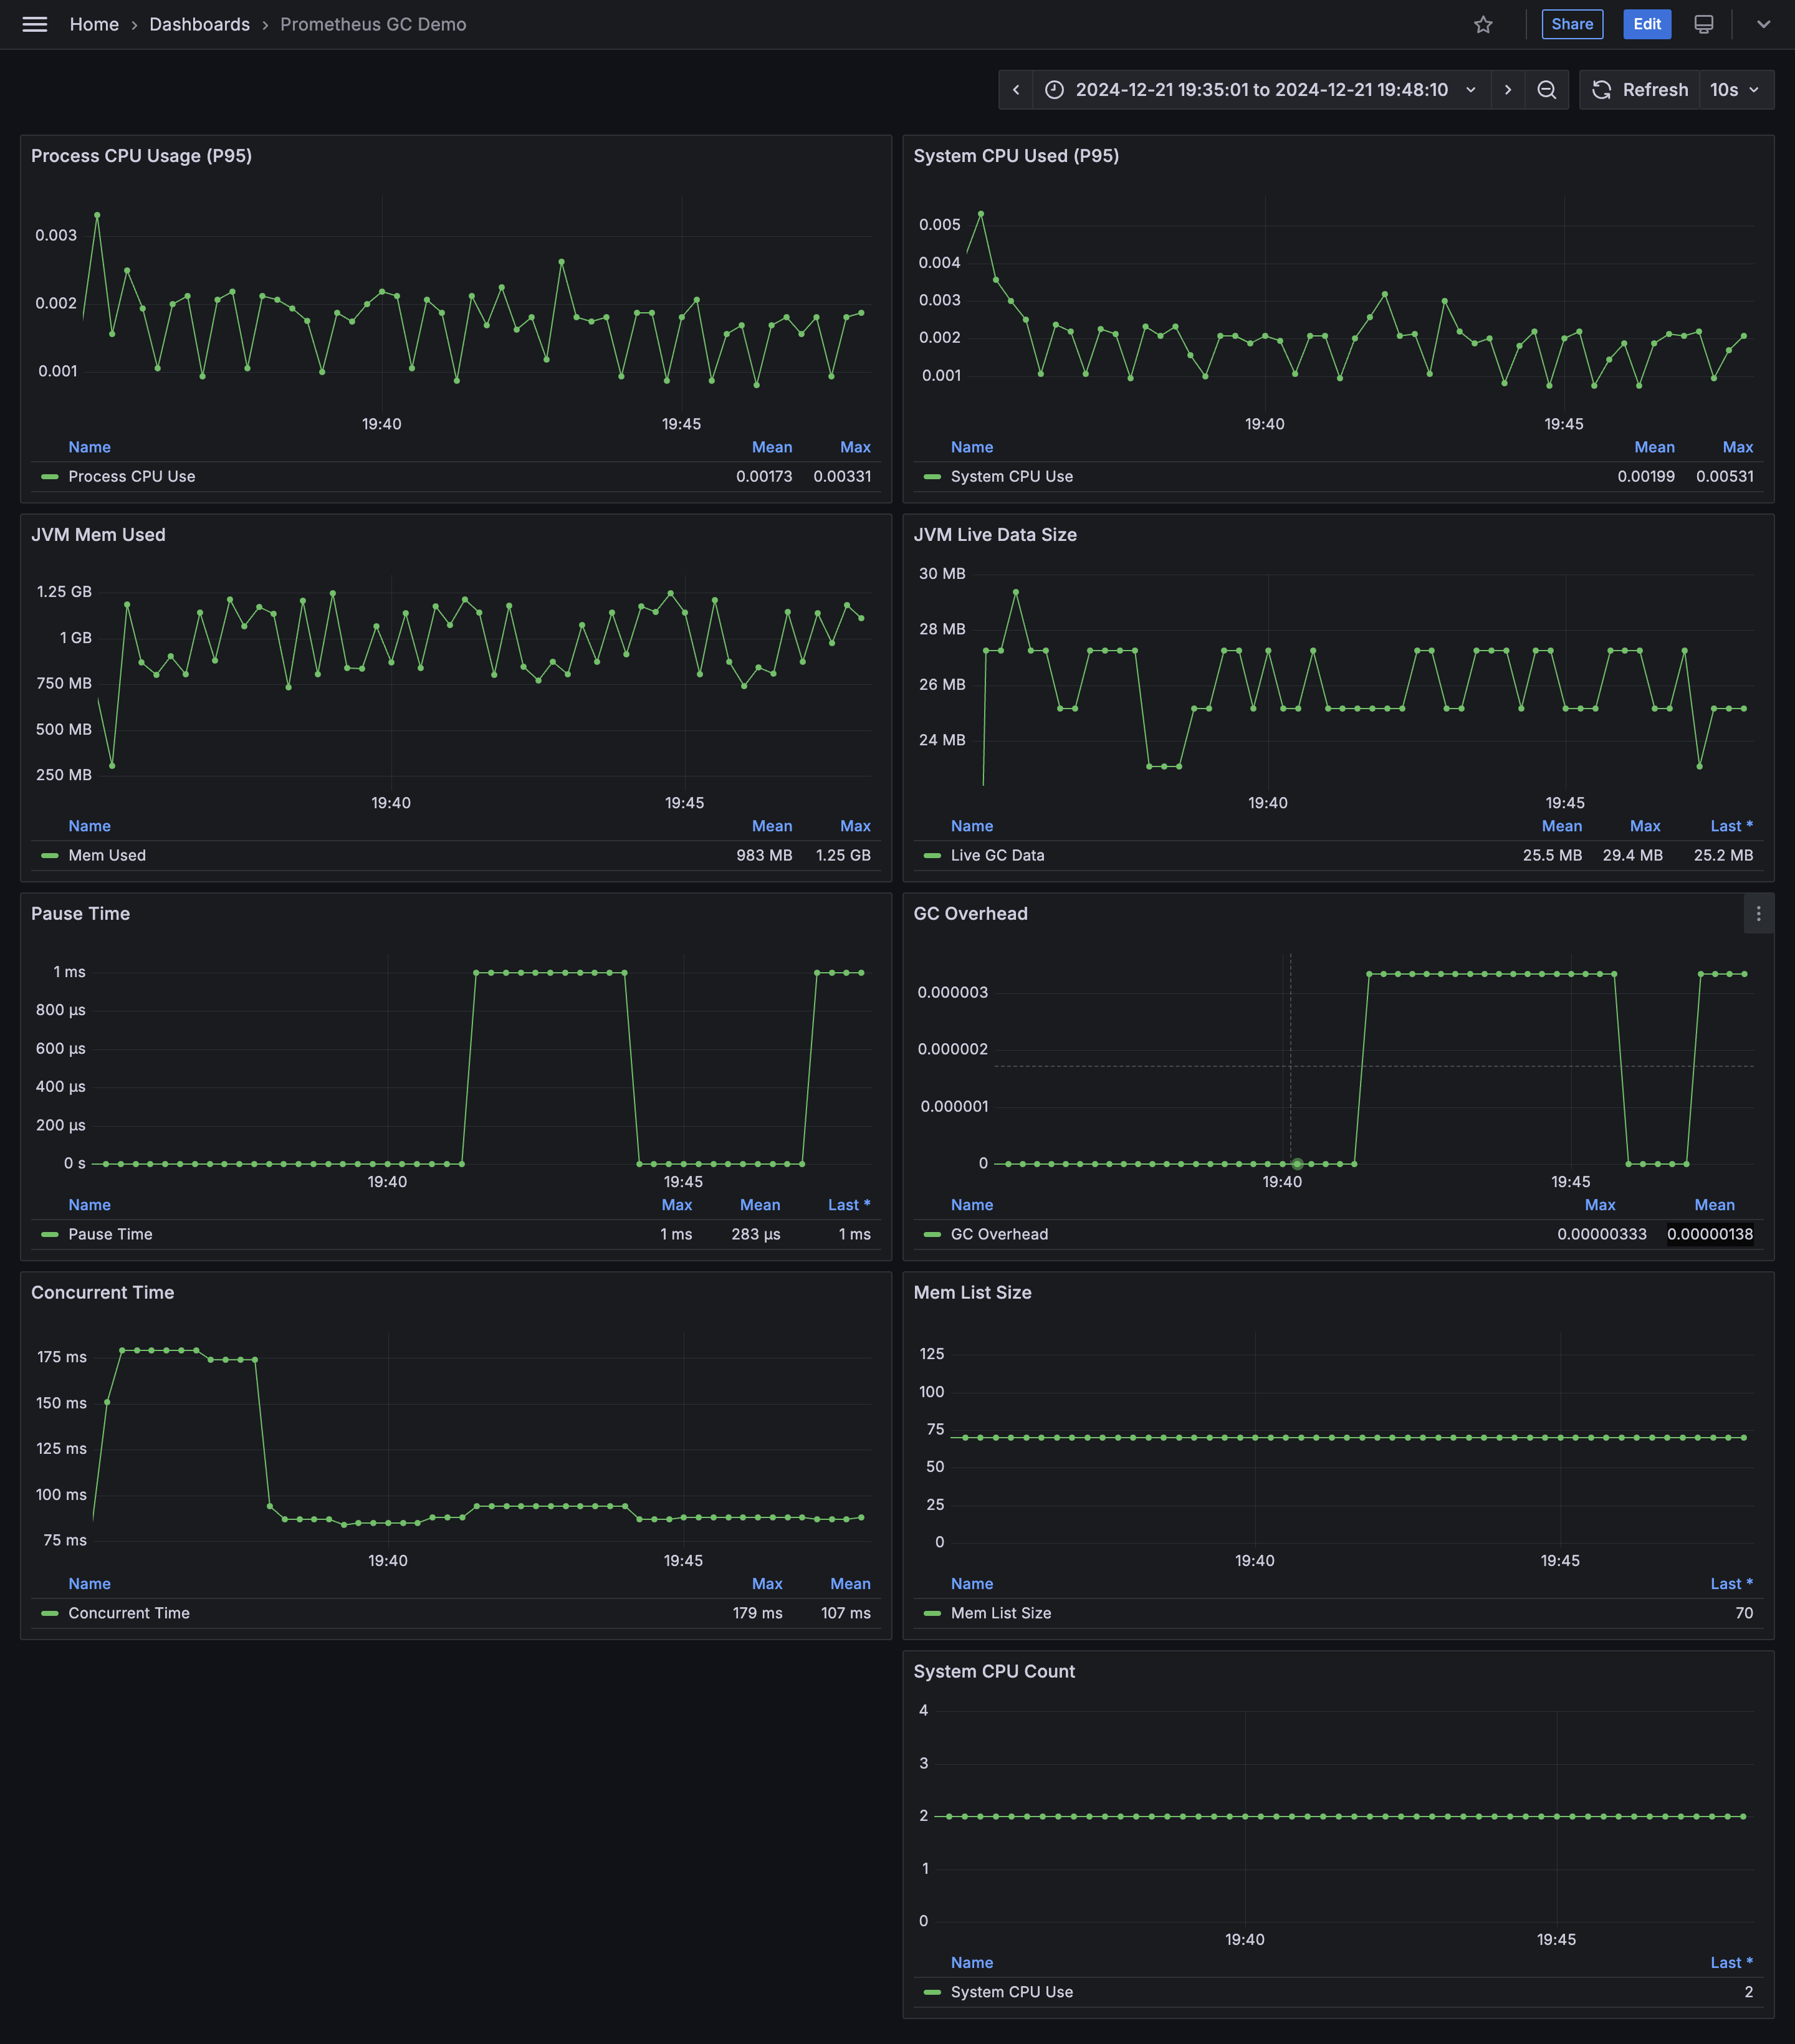 Home › Dashboards › Prometheus GC Demo
Share
Edit
2024-12-21 19:35:01 to 2024-12-21 19:48:10
Refresh
10s
Process CPU Usage (P95)
0.003
0.002
0.001
19:40 19:45
Name Mean Max
Process CPU Use 0.00173 0.00331
System CPU Used (P95)
0.005
0.004
0.003
0.002
0.001
19:40 19:45
Name Mean Max
System CPU Use 0.00199 0.00531
JVM Mem Used
1.25 GB
1 GB
750 MB
500 MB
250 MB
19:40 19:45
Name Mean Max
Mem Used 983 MB 1.25 GB
JVM Live Data Size
30 MB
28 MB
26 MB
24 MB
19:40 19:45
Name Mean Max Last *
Live GC Data 25.5 MB 29.4 MB 25.2 MB
Pause Time
1 ms
800 µs
600 µs
400 µs
200 µs
0 s
19:40 19:45
Name Max Mean Last *
Pause Time 1 ms 283 µs 1 ms
GC Overhead
0.000003
0.000002
0.000001
0
19:40 19:45
Name Max Mean
GC Overhead 0.00000333 0.00000138
Concurrent Time
175 ms
150 ms
125 ms
100 ms
75 ms
19:40 19:45
Name Max Mean
Concurrent Time 179 ms 107 ms
Mem List Size
125
100
75
50
25
0
19:40 19:45
Name Last *
Mem List Size 70
System CPU Count
4
3
2
1
0
19:40 19:45
Name Last *
System CPU Use 2